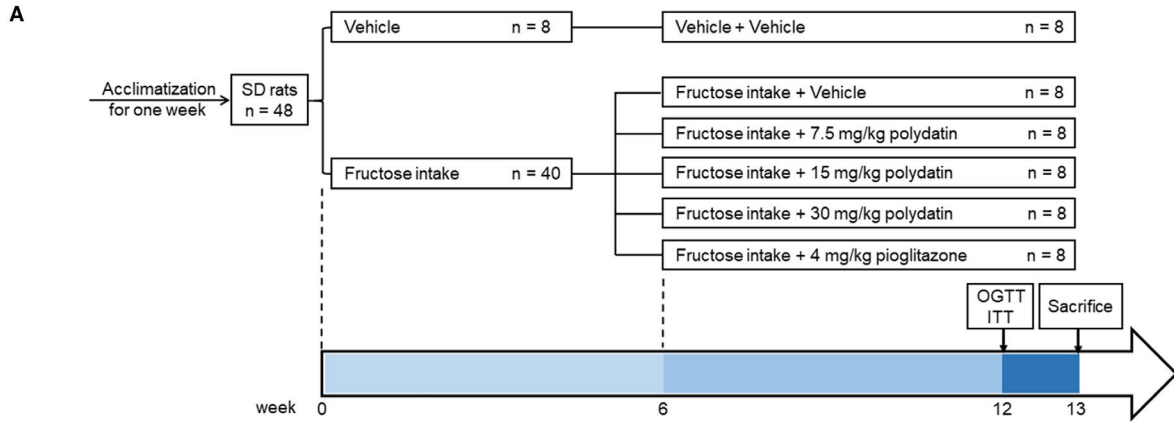 A
Acclimatization
for one week
SD rats
n = 48
Vehicle n = 8
Vehicle + Vehicle n = 8
Fructose intake + Vehicle n = 8
Fructose intake + 7.5 mg/kg polydatin n = 8
Fructose intake n = 40
Fructose intake + 15 mg/kg polydatin n = 8
Fructose intake + 30 mg/kg polydatin n = 8
Fructose intake + 4 mg/kg pioglitazone n = 8
OGTT
ITT
Sacrifice
week 0 6 12 13